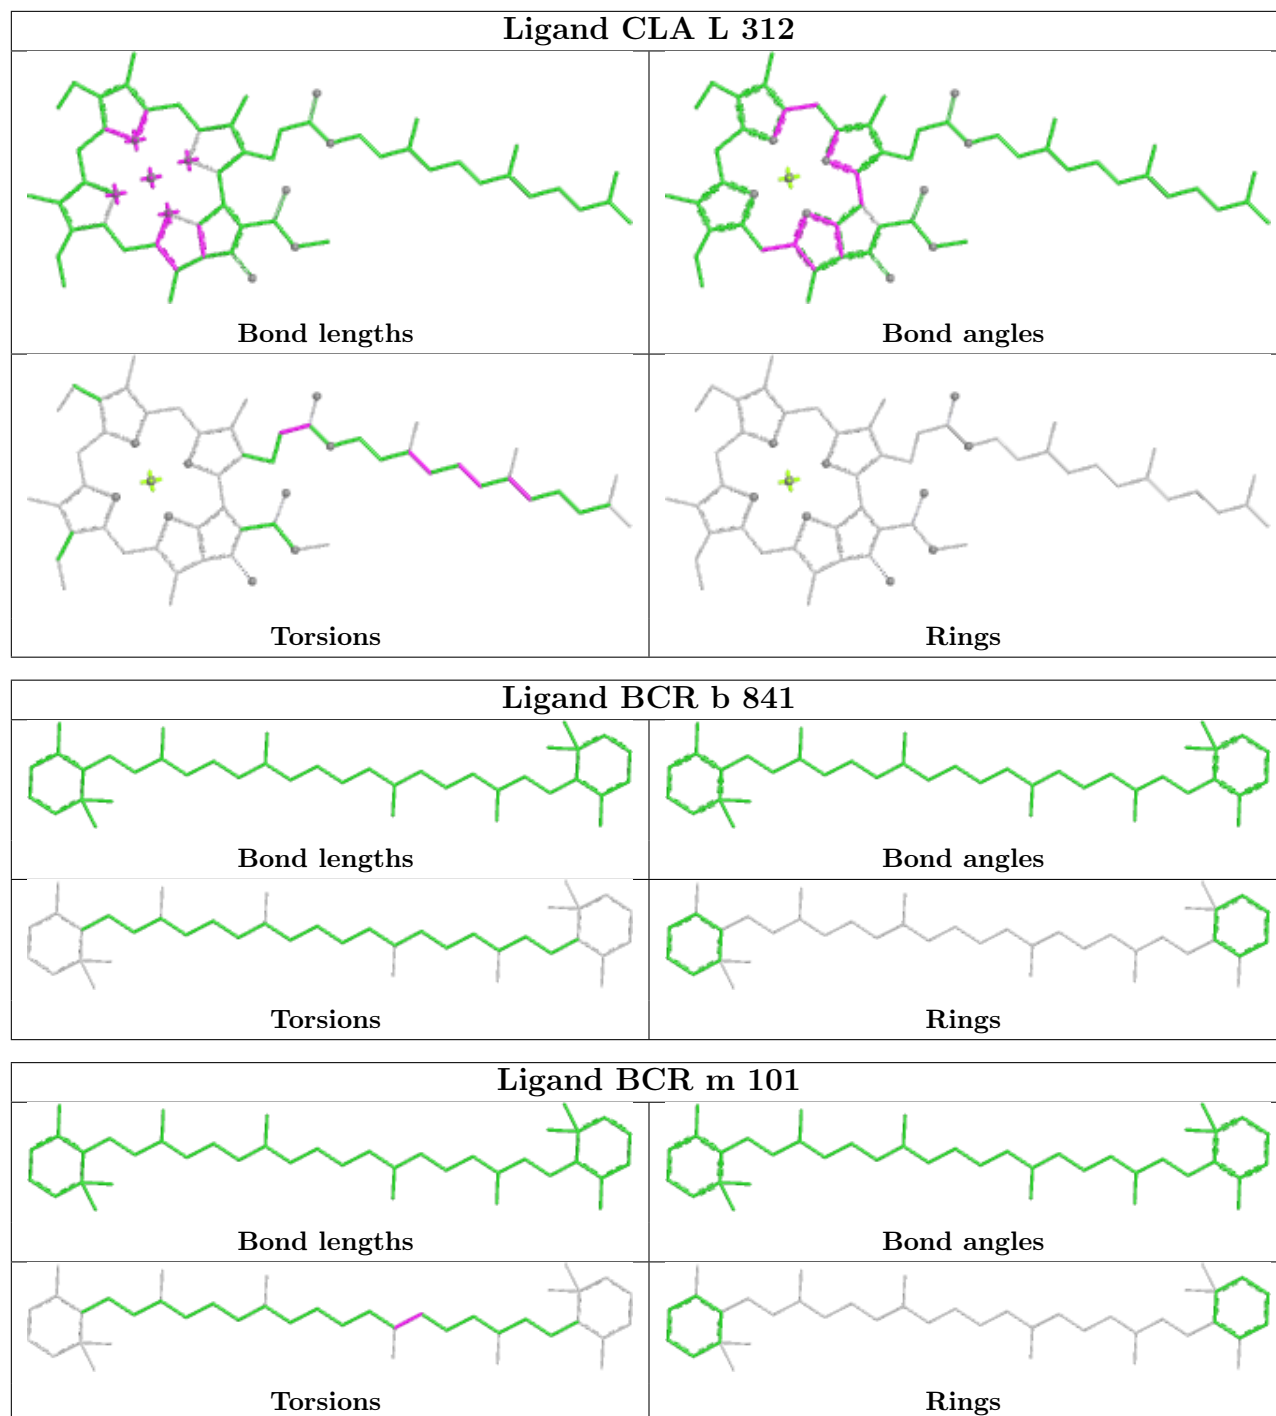 Ligand CLA L 312
Bond lengths
Bond angles
Torsions
Rings
Ligand BCR b 841
Bond lengths
Bond angles
Torsions
Rings
Ligand BCR m 101
Bond lengths
Bond angles
Torsions
Rings